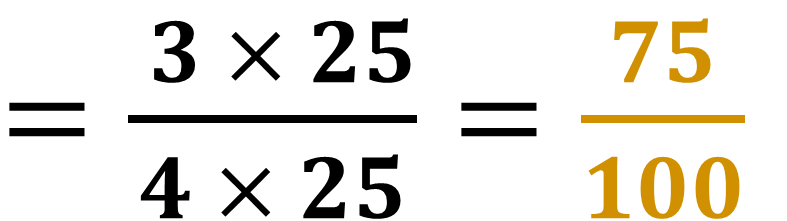 = 3 × 25 / 4 × 25 = 75 / 100